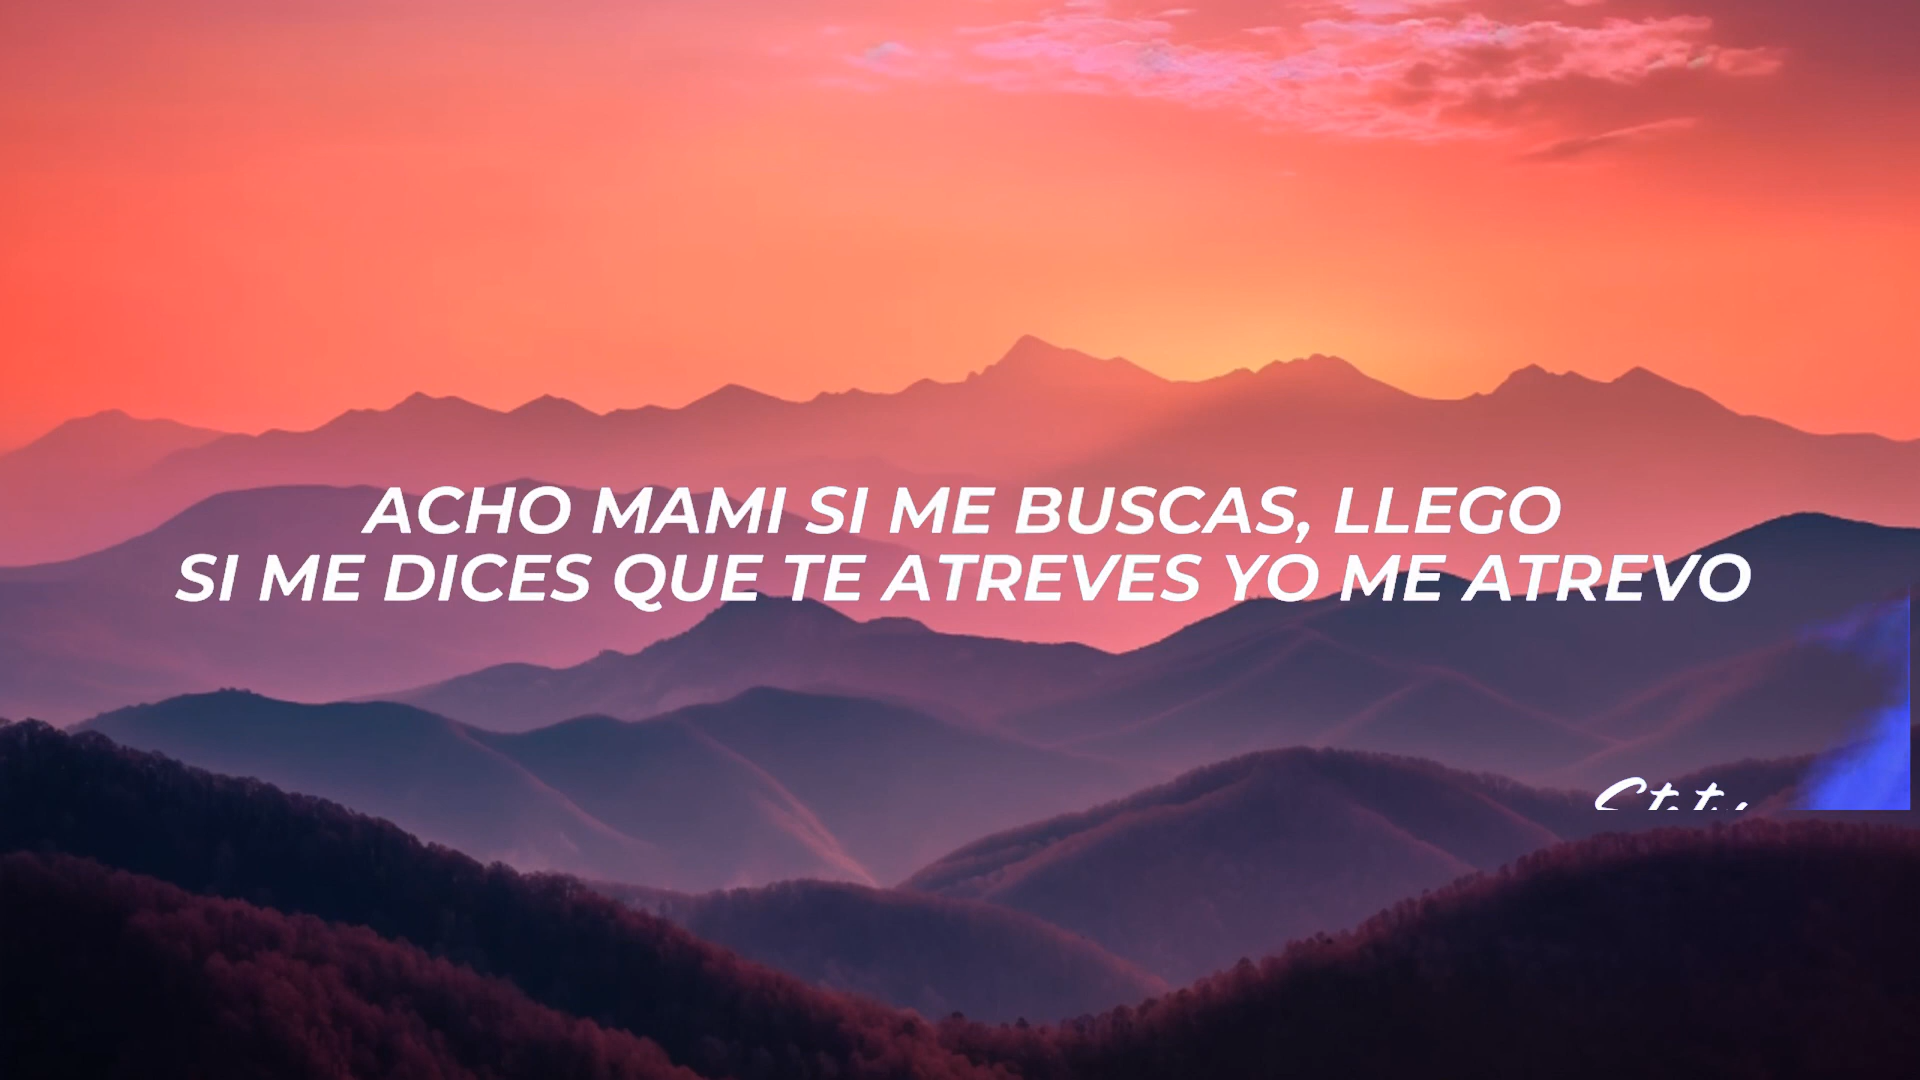 ACHO MAMI SI ME BUSCAS, LLEGO
SI ME DICES QUE TE ATREVES YO ME ATREVO